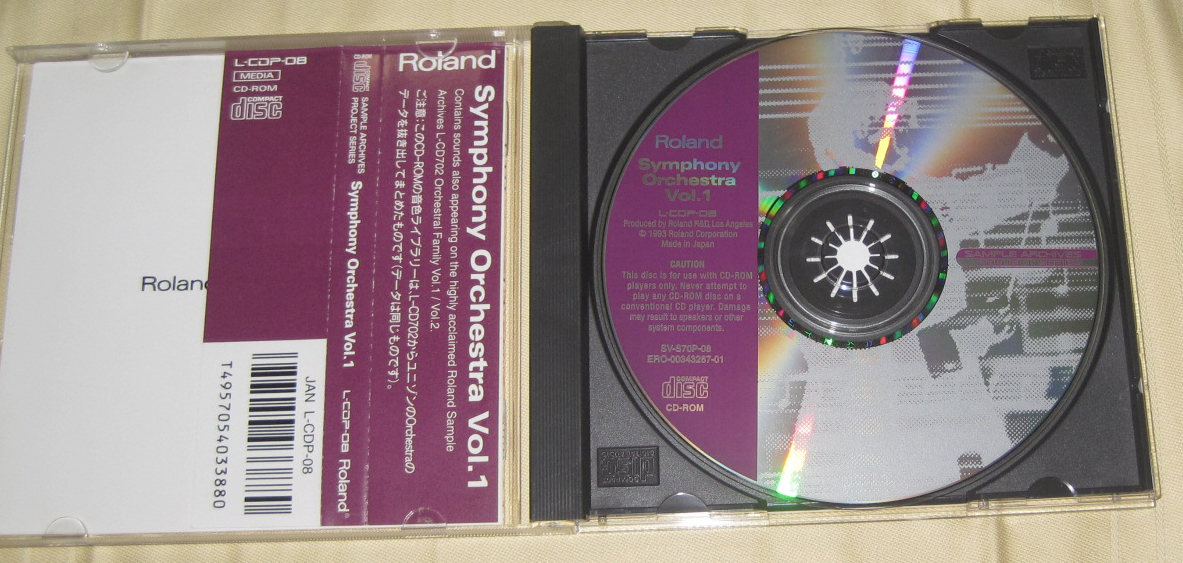 Roland
L-CDP-08
MEDIA
CD-ROM
COMPACT
disc
JAN L-CDP-08
T4957054033880
COMPACT
disc
SAMPLE ARCHIVES
PROJECT SERIES
Symphony Orchestra Vol.1
L-CDP-08
Roland®
Roland
Symphony Orchestra Vol.1
Contains sounds also appearing on the highly acclaimed Roland Sample
Archives L-CD702 Orchestral Family Vol.1 / Vol.2.
ご注意:このCD-ROMの音色ライブラリーは、L-CD702からユニゾンのOrchestraの
データを抜き出してまとめたものです(データは同じものです)。
Roland
Symphony
Orchestra
Vol.1
L-CDP-08
Produced by Roland R&D, Los Angeles
© 1993 Roland Corporation
Made in Japan
CAUTION
This disc is for use with CD-ROM
players only. Never attempt to
play any CD-ROM disc on a
conventional CD player. Damage
may result to speakers or other
system components.
SV-S70P-08
ERC-00343267-01
COMPACT
disc
CD-ROM
SAMPLE ARCHIVES